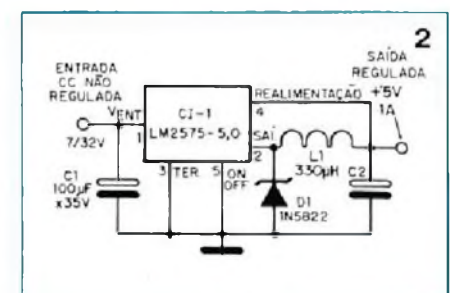 2
ENTRADA
CC NÃO
REGULADA
VENT
7/32V
1
CI-1
LM2575-5,0
REALIMENTAÇÃO
4
SAÍ
2
SAÍDA
REGULADA
+5V
1A
L1
330µH
C2
C1
100µF
x35V
3
TER.
5
ON
OFF
D1
1N5822